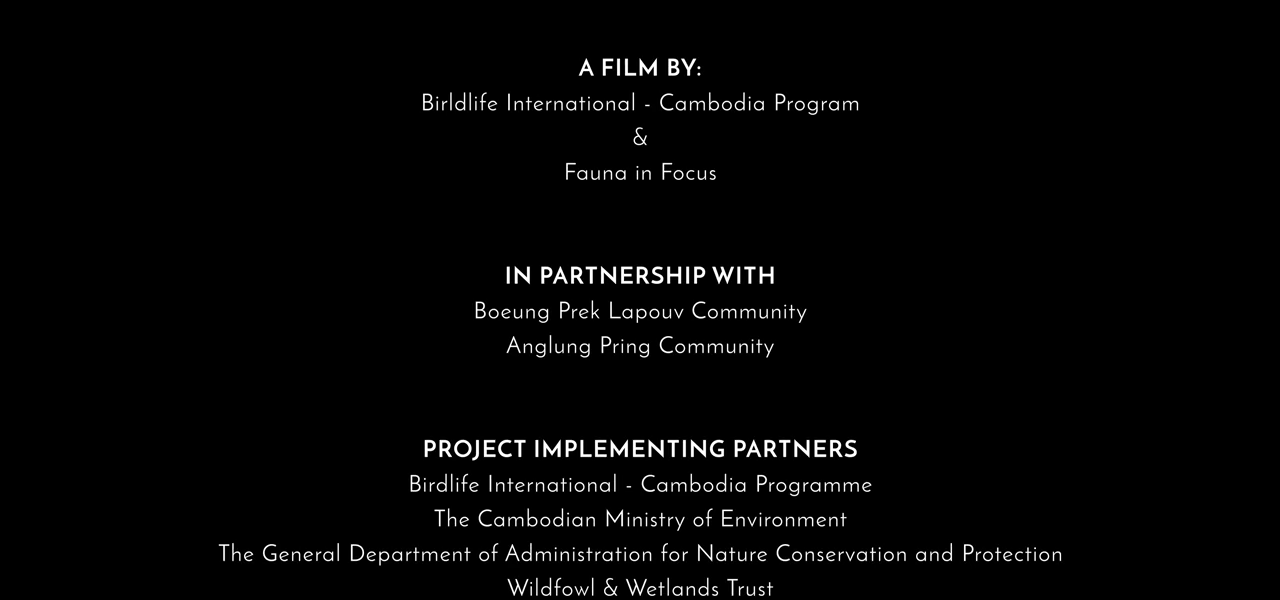 A FILM BY:
Birldlife International - Cambodia Program
&
Fauna in Focus
IN PARTNERSHIP WITH
Boeung Prek Lapouv Community
Anglung Pring Community
PROJECT IMPLEMENTING PARTNERS
Birdlife International - Cambodia Programme
The Cambodian Ministry of Environment
The General Department of Administration for Nature Conservation and Protection
Wildfowl & Wetlands Trust